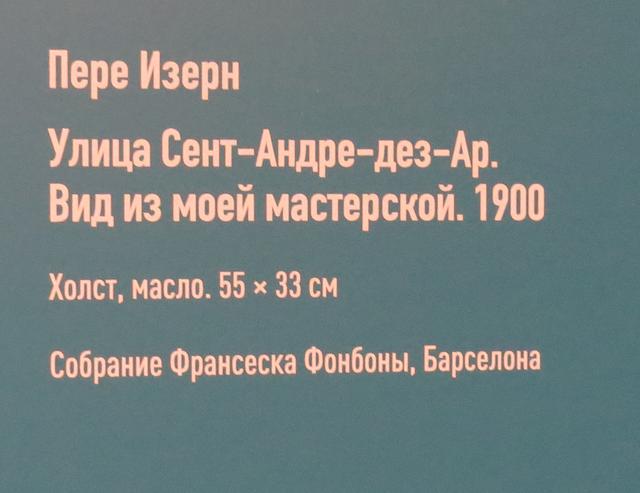 Пере Изерн
Улица Сент-Андре-дез-Ар.
Вид из моей мастерской. 1900
Холст, масло. 55 × 33 см
Собрание Франсеска Фонбоны, Барселона